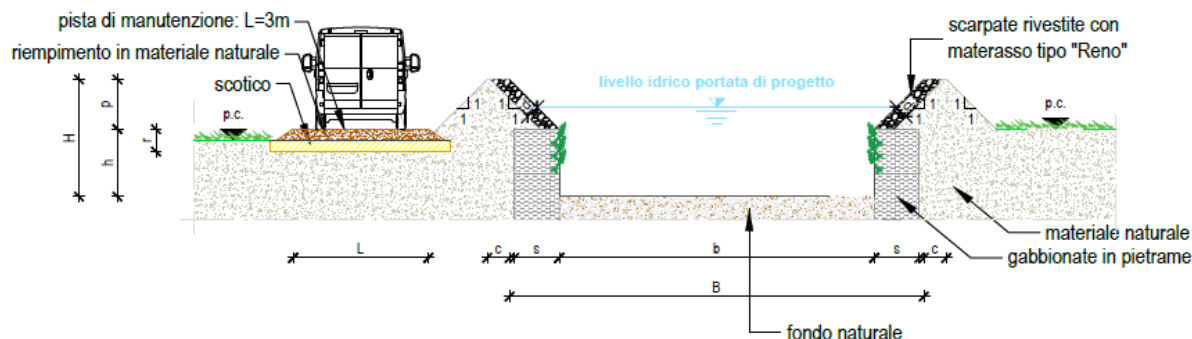 pista di manutenzione: L=3m
riempimento in materiale naturale
scotico
scarpate rivestite con
materasso tipo "Reno"
livello idrico portata di progetto
p.c.
p.c.
1
1
1
1
1
1
1
1
H
p
h
r
L
c
s
b
s
c
B
materiale naturale
gabbionate in pietrame
fondo naturale